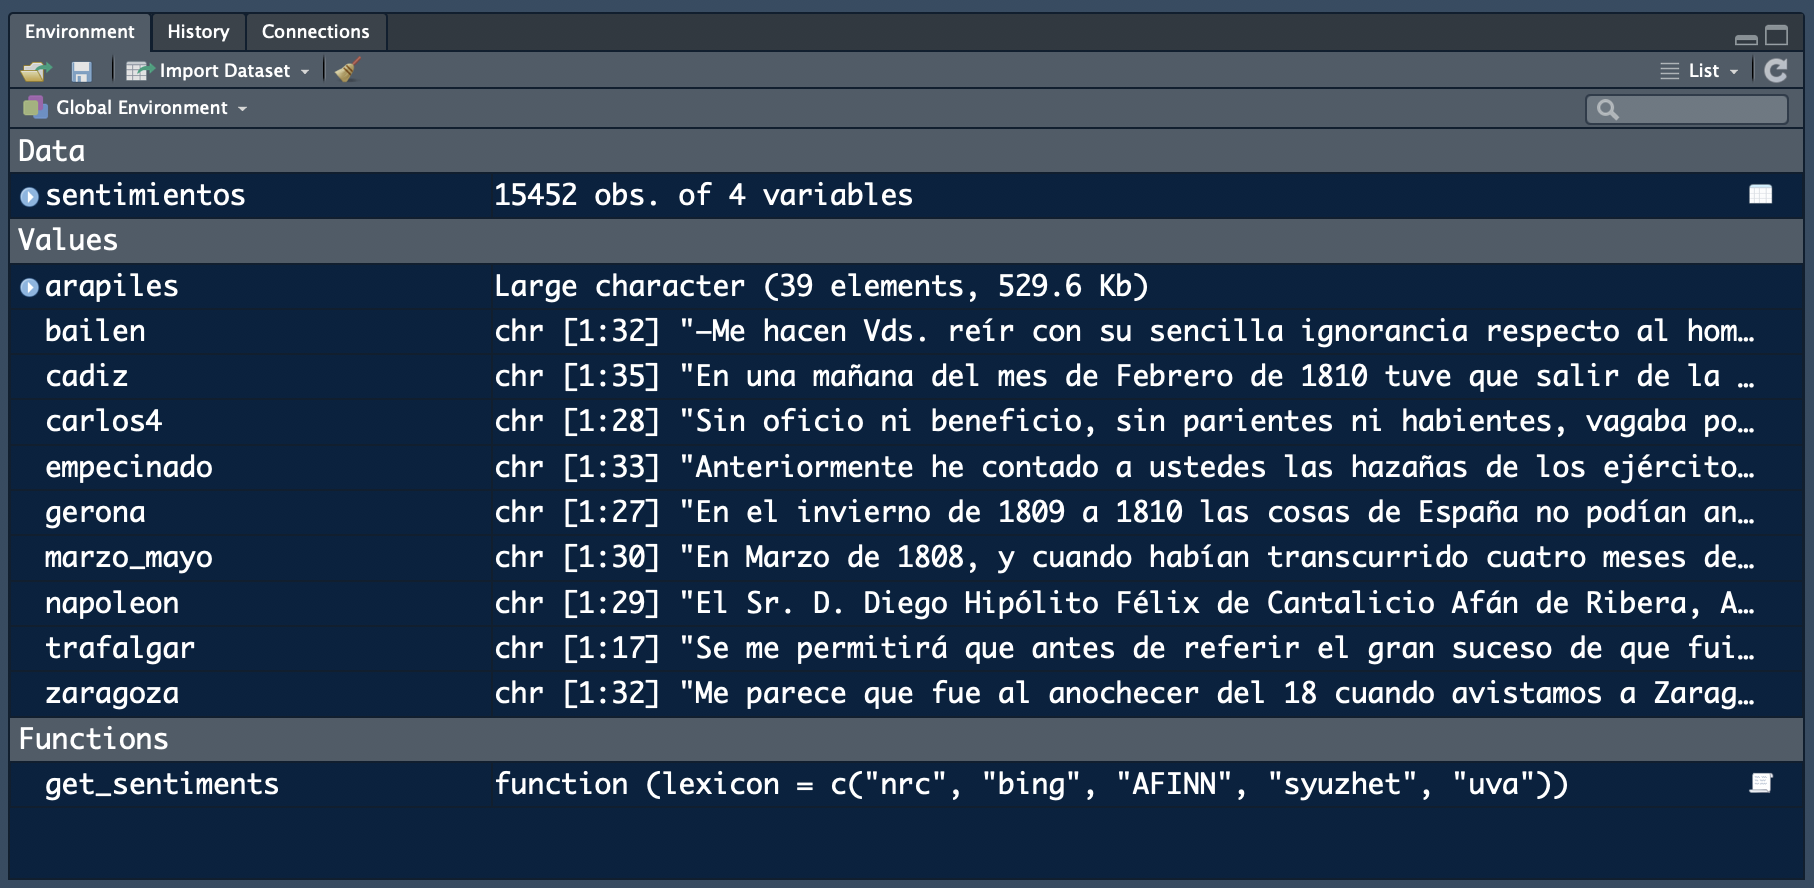 Environment History Connections
Import Dataset List
Global Environment
Data
sentimientos 15452 obs. of 4 variables
Values
arapiles Large character (39 elements, 529.6 Kb)
bailen chr [1:32] "—Me hacen Vds. reír con su sencilla ignorancia respecto al hom…
cadiz chr [1:35] "En una mañana del mes de Febrero de 1810 tuve que salir de la …
carlos4 chr [1:28] "Sin oficio ni beneficio, sin parientes ni habientes, vagaba po…
empecinado chr [1:33] "Anteriormente he contado a ustedes las hazañas de los ejército…
gerona chr [1:27] "En el invierno de 1809 a 1810 las cosas de España no podían an…
marzo_mayo chr [1:30] "En Marzo de 1808, y cuando habían transcurrido cuatro meses de…
napoleon chr [1:29] "El Sr. D. Diego Hipólito Félix de Cantalicio Afán de Ribera, A…
trafalgar chr [1:17] "Se me permitirá que antes de referir el gran suceso de que fui…
zaragoza chr [1:32] "Me parece que fue al anochecer del 18 cuando avistamos a Zarag…
Functions
get_sentiments function (lexicon = c("nrc", "bing", "AFINN", "syuzhet", "uva"))